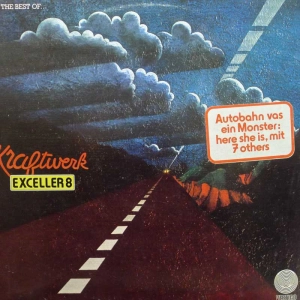 THE BEST OF...
Autobahn vas
ein Monster:
here she is, mit
7 others
Kraftwerk
EXCELLER 8